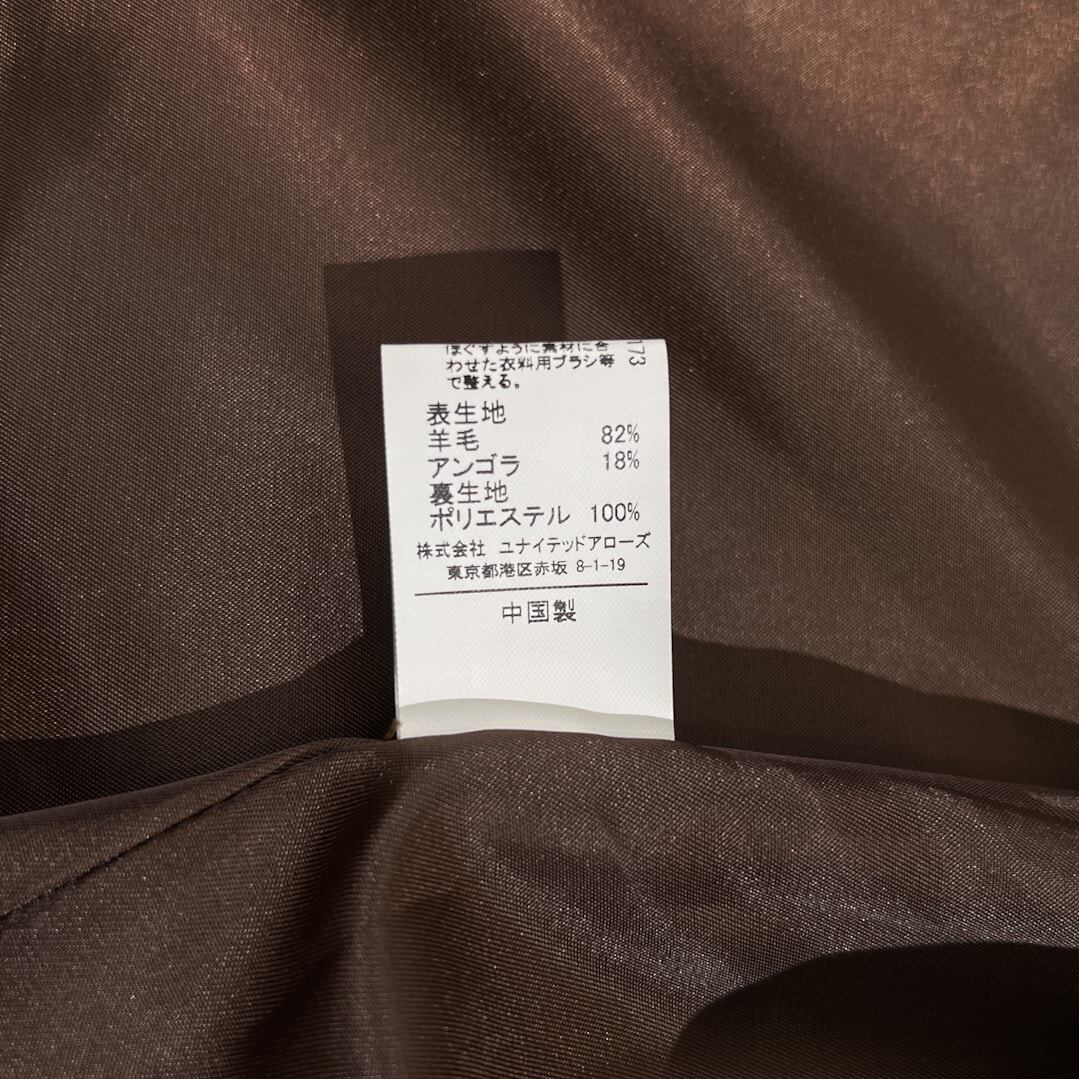 ほぐすように素材に合
わせた衣料用ブラシ等
で整える。
173
表生地
羊毛 82%
アンゴラ 18%
裏生地
ポリエステル 100%
株式会社 ユナイテッドアローズ
東京都港区赤坂 8-1-19
中国製